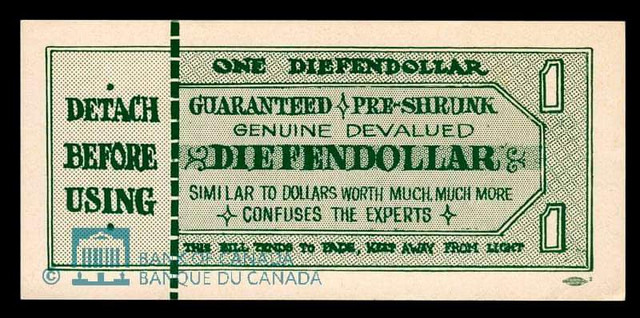 ONE DIEFENDOLLAR
DETACH
BEFORE
USING
GUARANTEED PRE-SHRUNK
GENUINE DEVALUED
DIEFENDOLLAR
SIMILAR TO DOLLARS WORTH MUCH, MUCH MORE
CONFUSES THE EXPERTS
THIS BILL TENDS TO FADE, KEEP AWAY FROM LIGHT
1
1
© BANK OF CANADA
BANQUE DU CANADA